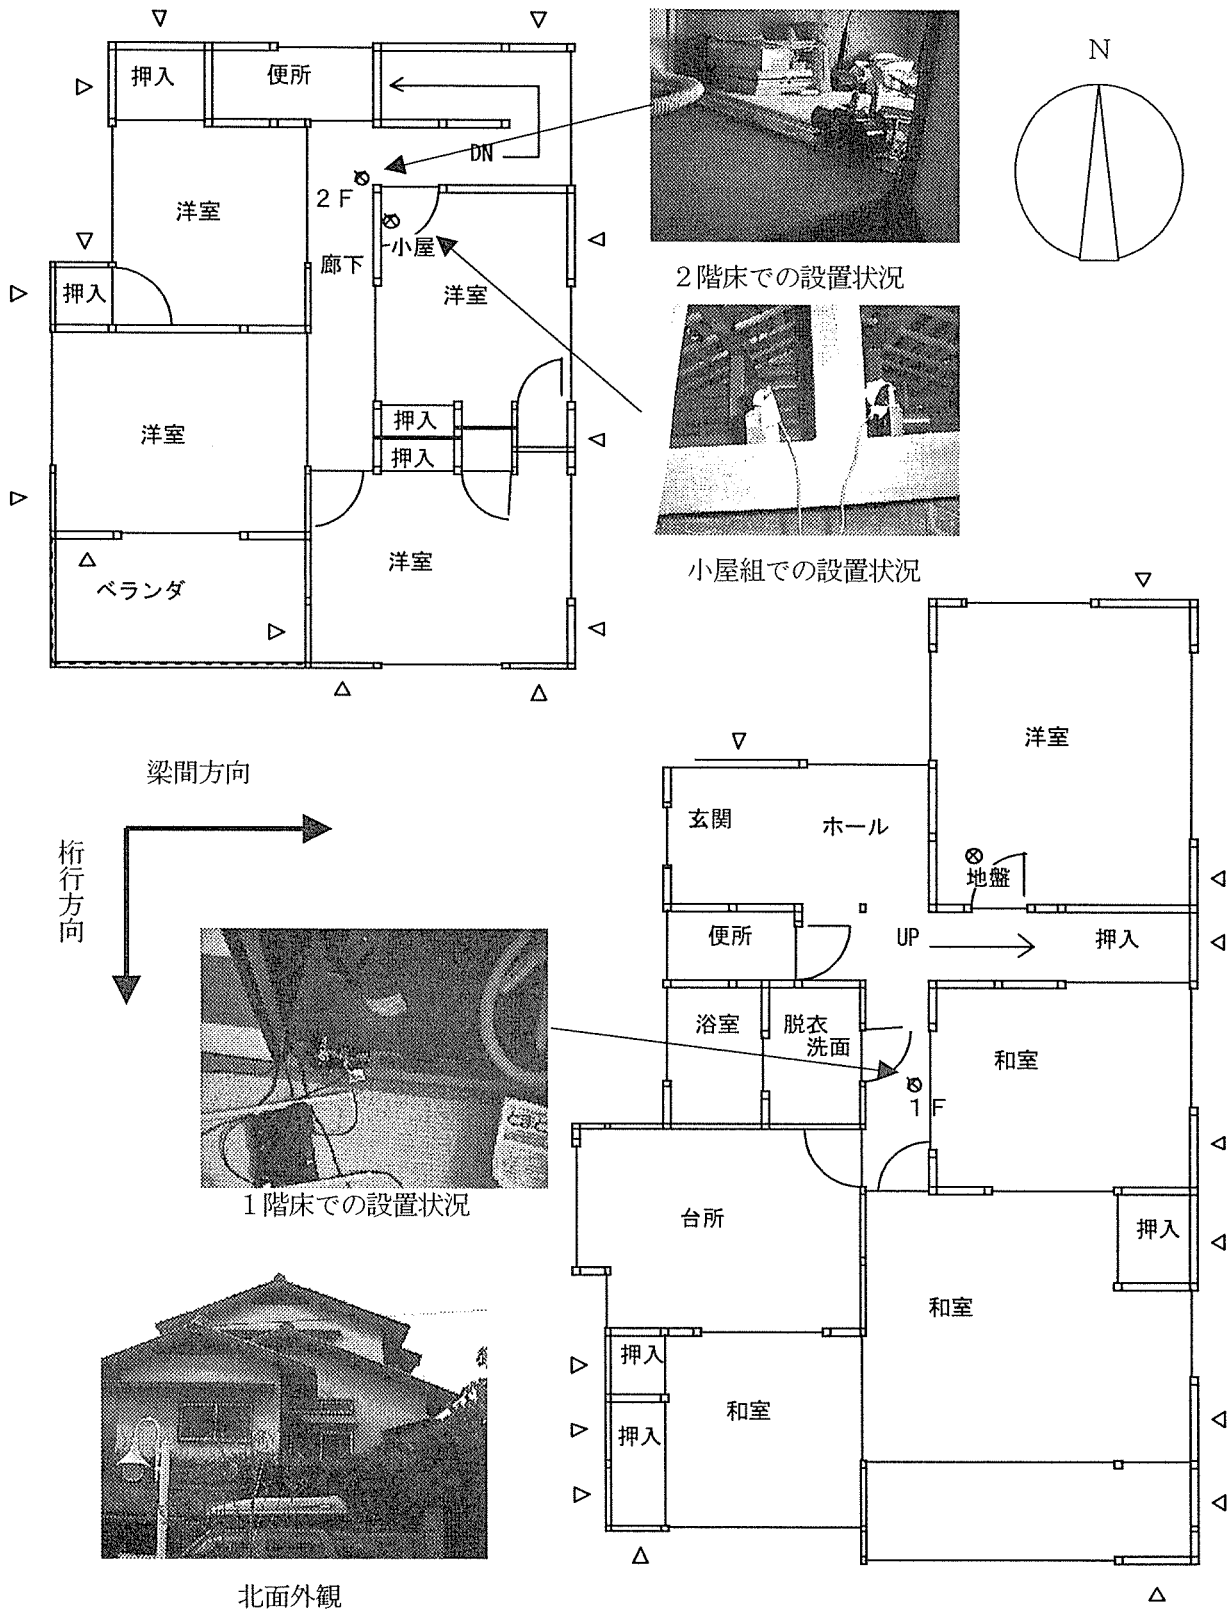 押入
便所
DN
2F
洋室
小屋
廊下
押入
洋室
2階床での設置状況
N
洋室
押入
押入
洋室
ベランダ
小屋組での設置状況
梁間方向
桁行方向
洋室
玄関
ホール
地盤
便所
UP
押入
浴室
脱衣
洗面
和室
1F
1階床での設置状況
台所
押入
和室
押入
和室
押入
北面外観